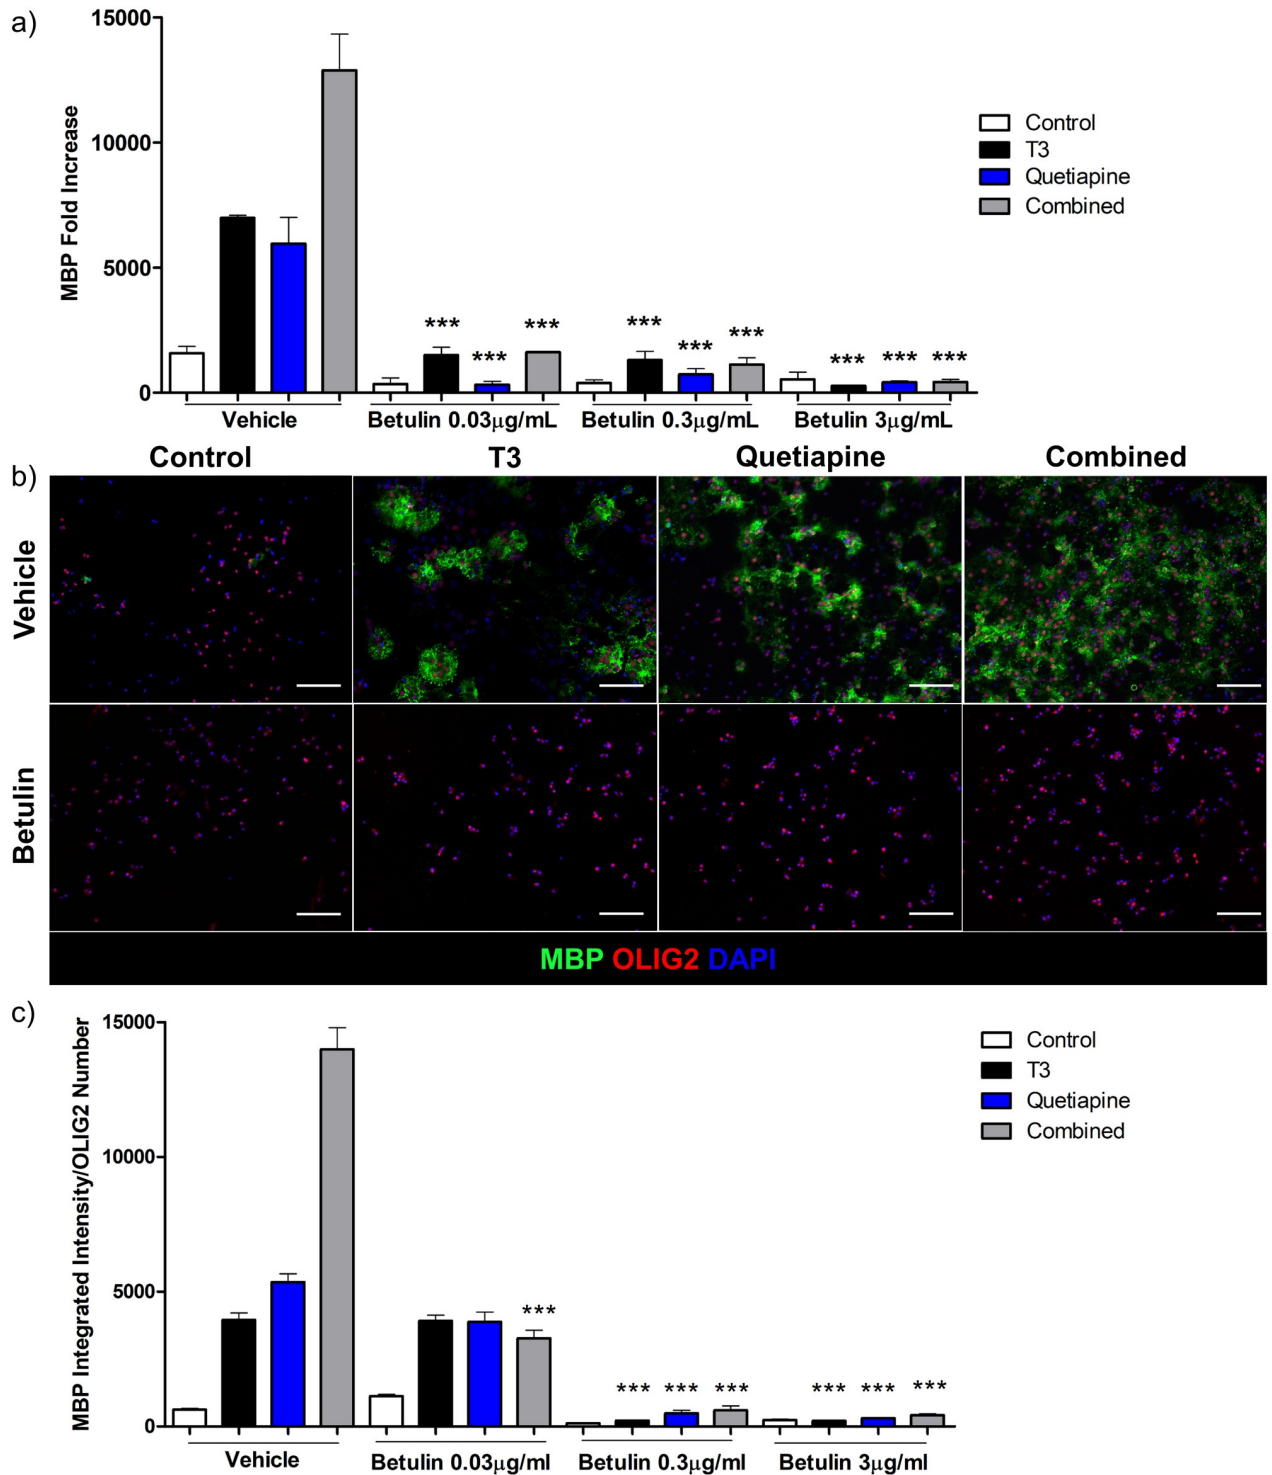 a)
MBP Fold Increase
15000
10000
5000
0
*** *** ***
*** *** ***
*** *** ***
Vehicle Betulin 0.03µg/mL Betulin 0.3µg/mL Betulin 3µg/mL
Control
T3
Quetiapine
Combined
b)
Control T3 Quetiapine Combined
Vehicle
Betulin
MBP OLIG2 DAPI
c)
MBP Integrated Intensity/OLIG2 Number
15000
10000
5000
0
***
*** *** ***
*** *** ***
Vehicle Betulin 0.03µg/ml Betulin 0.3µg/ml Betulin 3µg/ml
Control
T3
Quetiapine
Combined